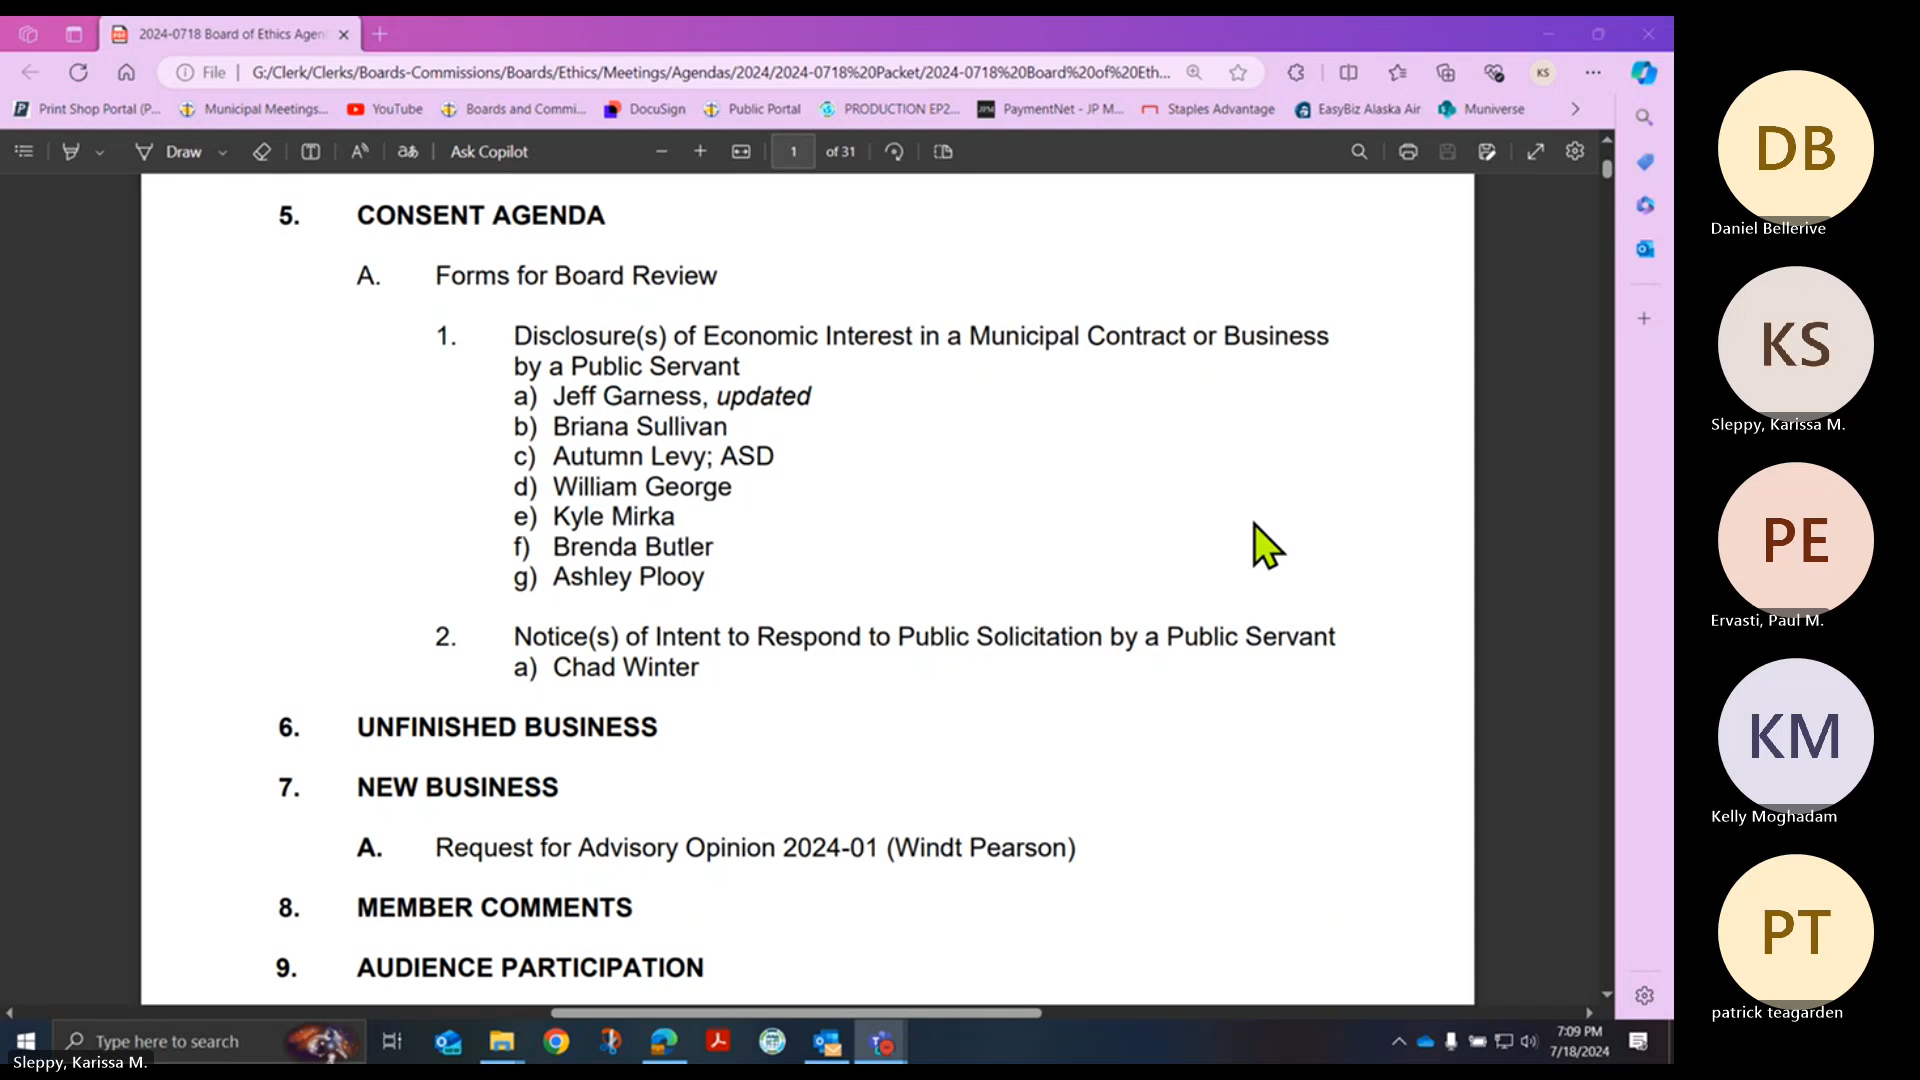 2024-0718 Board of Ethics Agen
File
G:/Clerk/Clerks/Boards-Commissions/Boards/Ethics/Meetings/Agendas/2024/2024-0718%20Packet/2024-0718%20Board%20of%20Eth...
KS
Print Shop Portal (P...
Municipal Meetings...
YouTube
Boards and Commi...
DocuSign
Public Portal
PRODUCTION EP2...
JPM
PaymentNet - JP M...
Staples Advantage
EasyBiz Alaska Air
Muniverse
Draw
Ask Copilot
1
of 31
5. CONSENT AGENDA
A. Forms for Board Review
1. Disclosure(s) of Economic Interest in a Municipal Contract or Business
by a Public Servant
a) Jeff Garness, updated
b) Briana Sullivan
c) Autumn Levy; ASD
d) William George
e) Kyle Mirka
f) Brenda Butler
g) Ashley Plooy
2. Notice(s) of Intent to Respond to Public Solicitation by a Public Servant
a) Chad Winter
6. UNFINISHED BUSINESS
7. NEW BUSINESS
A. Request for Advisory Opinion 2024-01 (Windt Pearson)
8. MEMBER COMMENTS
9. AUDIENCE PARTICIPATION
Type here to search
7:09 PM
7/18/2024
Sleppy, Karissa M.
DB
Daniel Bellerive
KS
Sleppy, Karissa M.
PE
Ervasti, Paul M.
KM
Kelly Moghadam
PT
patrick teagarden